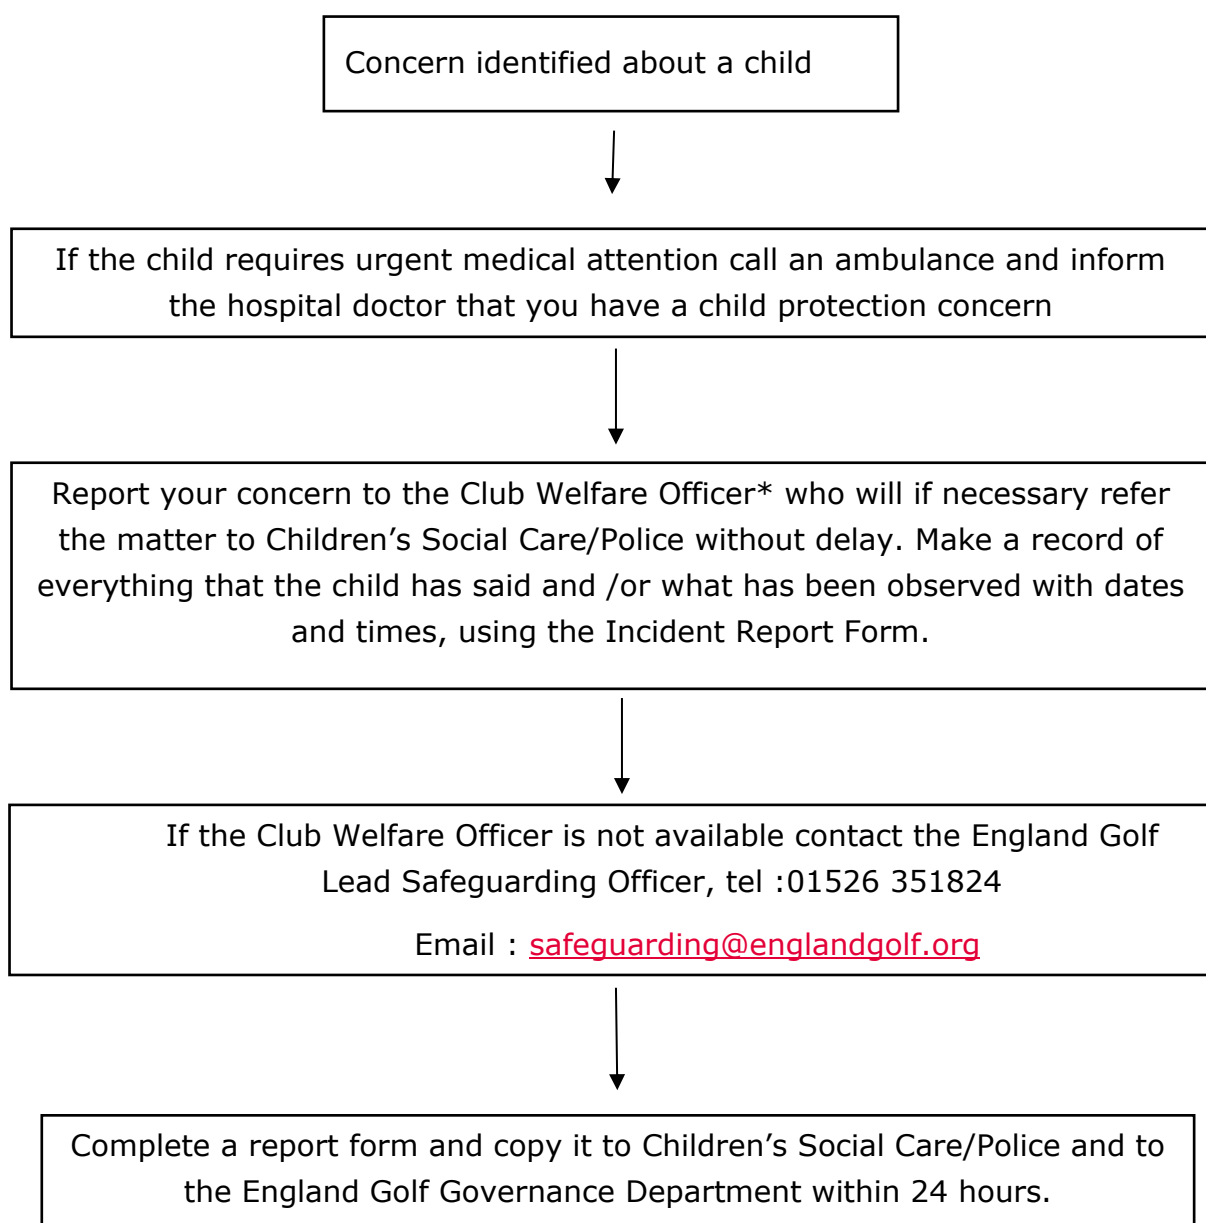 Concern identified about a child
If the child requires urgent medical attention call an ambulance and inform
the hospital doctor that you have a child protection concern
Report your concern to the Club Welfare Officer* who will if necessary refer
the matter to Children’s Social Care/Police without delay. Make a record of
everything that the child has said and /or what has been observed with dates
and times, using the Incident Report Form.
If the Club Welfare Officer is not available contact the England Golf
Lead Safeguarding Officer, tel :01526 351824
Email : safeguarding@englandgolf.org
Complete a report form and copy it to Children’s Social Care/Police and to
the England Golf Governance Department within 24 hours.